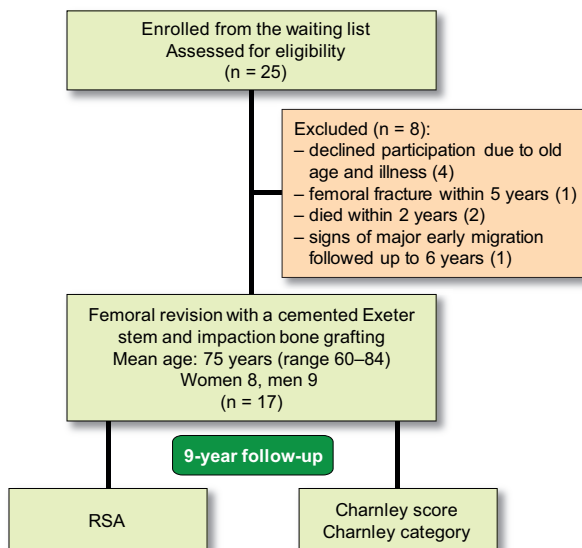 Enrolled from the waiting list
Assessed for eligibility
(n = 25)
Excluded (n = 8):
– declined participation due to old
age and illness (4)
– femoral fracture within 5 years (1)
– died within 2 years (2)
– signs of major early migration
followed up to 6 years (1)
Femoral revision with a cemented Exeter
stem and impaction bone grafting
Mean age: 75 years (range 60–84)
Women 8, men 9
(n = 17)
9-year follow-up
RSA
Charnley score
Charnley category